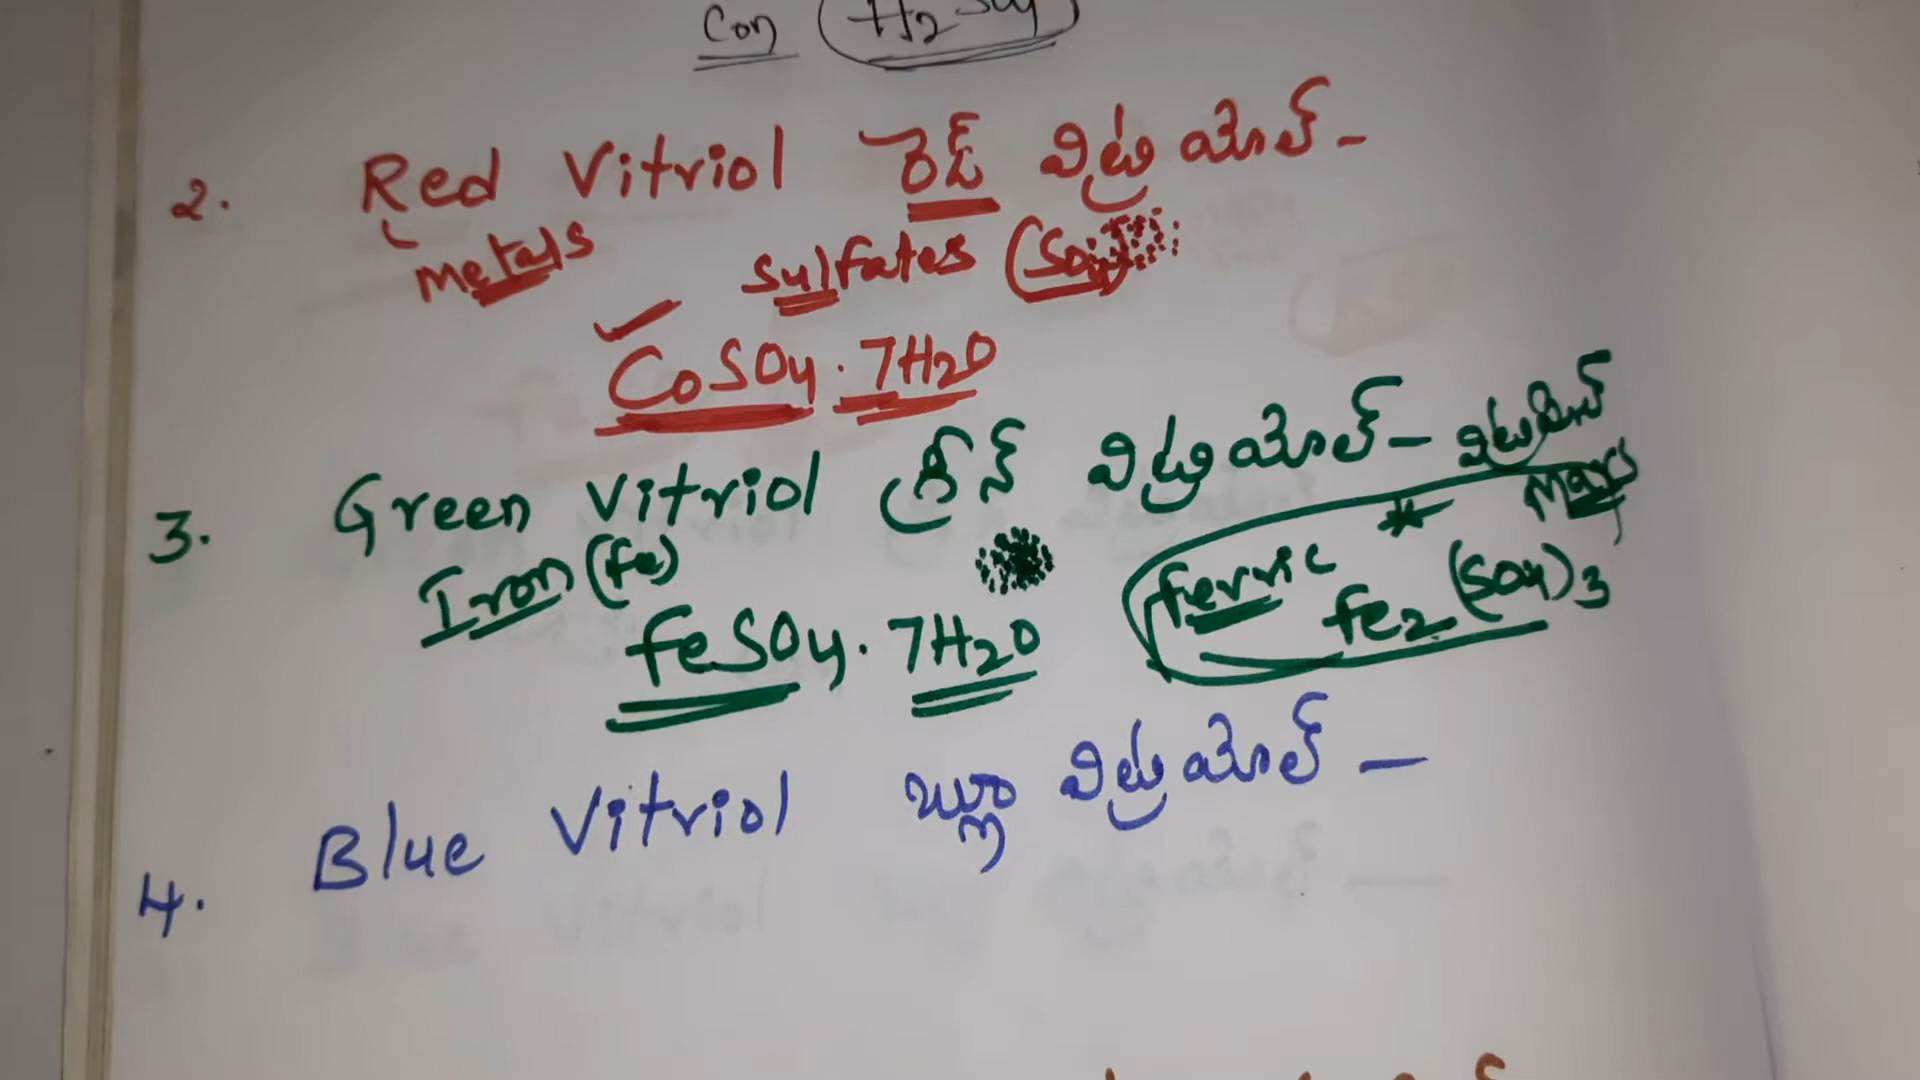 Con H2SO4
2. Red Vitriol రెడ్ విట్రియోల్ -
Metals Sulfates (SO4)
CoSO4 · 7H2O
3. Green Vitriol గ్రీన్ విట్రియోల్ -
Mars
Iron (Fe) Ferric
FeSO4 · 7H2O Fe2(SO4)3
4. Blue Vitriol బ్లూ విట్రియోల్ -